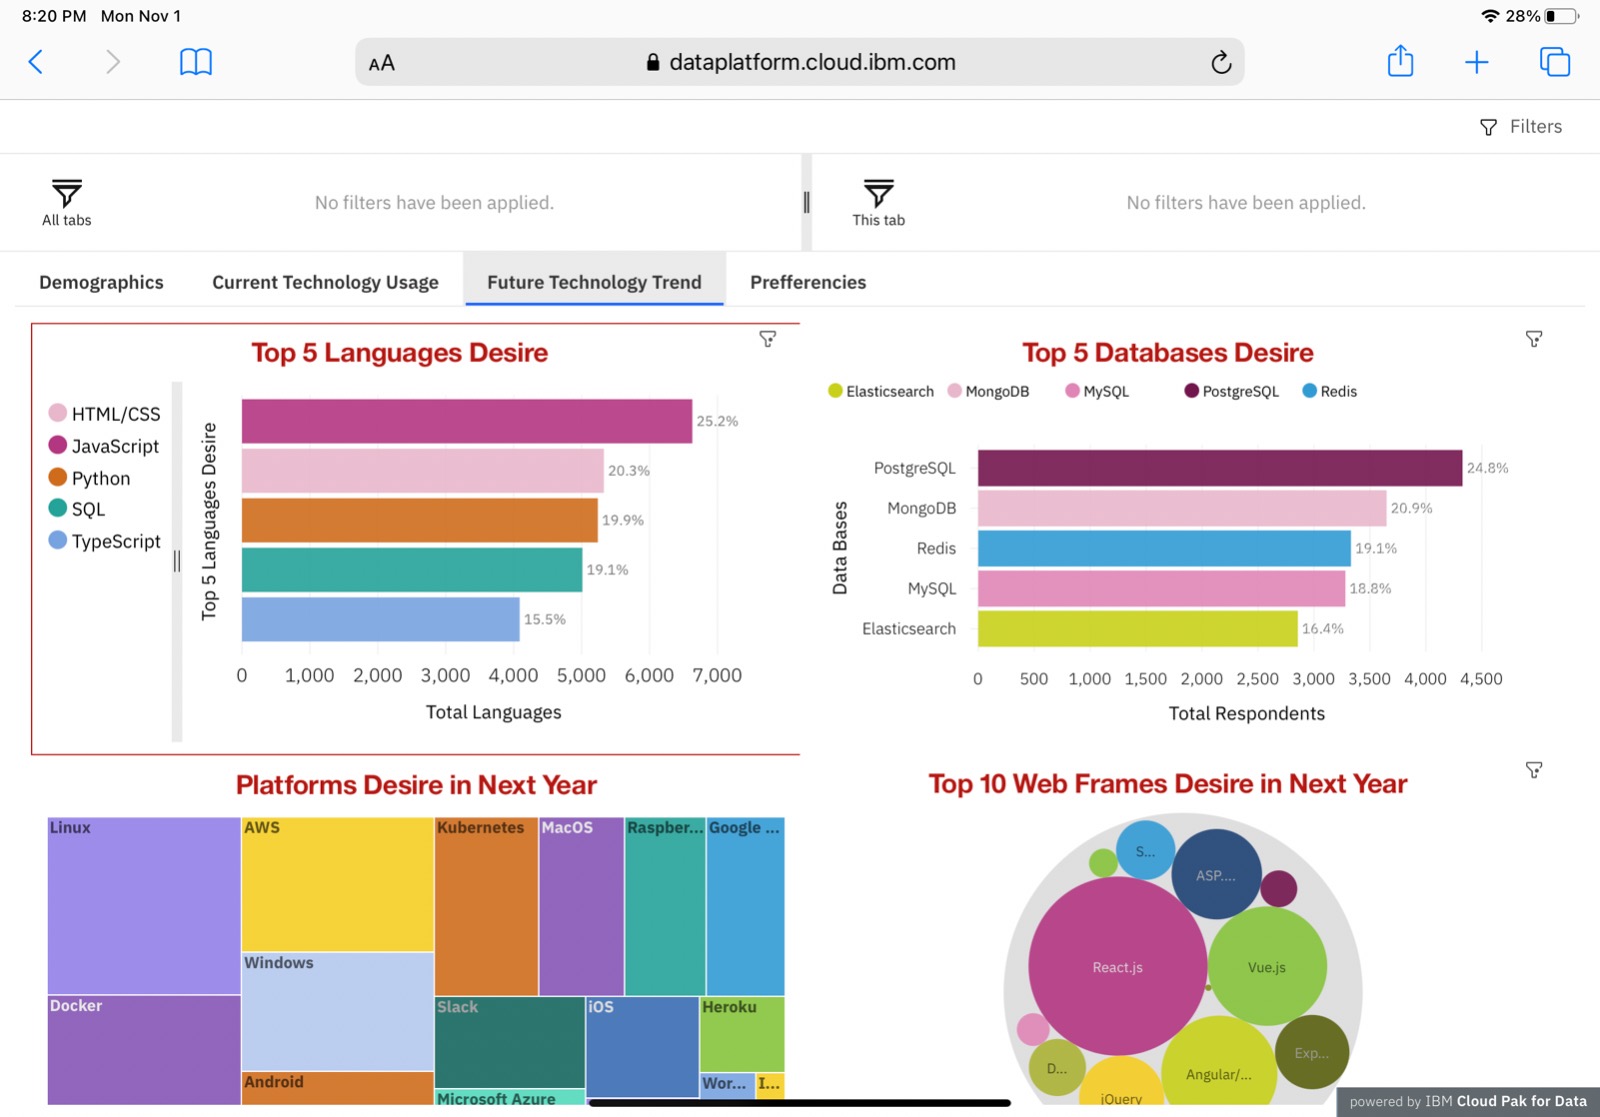 8:20 PM Mon Nov 1
28%
AA
dataplatform.cloud.ibm.com
Filters
All tabs
No filters have been applied.
This tab
No filters have been applied.
Demographics
Current Technology Usage
Future Technology Trend
Prefferencies
Top 5 Languages Desire
HTML/CSS
JavaScript
Python
SQL
TypeScript
Top 5 Languages Desire
25.2%
20.3%
19.9%
19.1%
15.5%
0 1,000 2,000 3,000 4,000 5,000 6,000 7,000
Total Languages
Top 5 Databases Desire
Elasticsearch MongoDB MySQL PostgreSQL Redis
Data Bases
PostgreSQL 24.8%
MongoDB 20.9%
Redis 19.1%
MySQL 18.8%
Elasticsearch 16.4%
0 500 1,000 1,500 2,000 2,500 3,000 3,500 4,000 4,500
Total Respondents
Platforms Desire in Next Year
Linux
AWS
Kubernetes
MacOS
Raspber...
Google ...
Windows
Docker
Slack
iOS
Heroku
Android
Wor...
I...
Microsoft Azure
Top 10 Web Frames Desire in Next Year
S...
ASP....
React.js
Vue.js
Exp...
D...
Angular/...
jQuery
powered by IBM Cloud Pak for Data